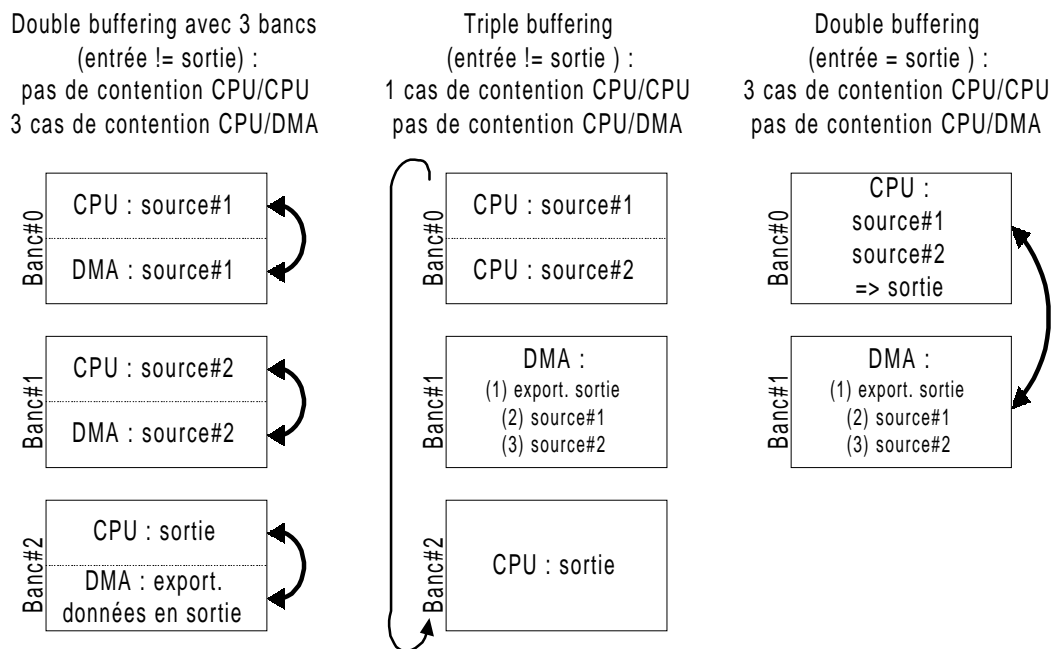 Double buffering avec 3 bancs
(entrée != sortie) :
pas de contention CPU/CPU
3 cas de contention CPU/DMA
Banc#0
CPU : source#1
DMA : source#1
Banc#1
CPU : source#2
DMA : source#2
Banc#2
CPU : sortie
DMA : export.
données en sortie
Triple buffering
(entrée != sortie ) :
1 cas de contention CPU/CPU
pas de contention CPU/DMA
Banc#0
CPU : source#1
CPU : source#2
Banc#1
DMA :
(1) export. sortie
(2) source#1
(3) source#2
Banc#2
CPU : sortie
Double buffering
(entrée = sortie ) :
3 cas de contention CPU/CPU
pas de contention CPU/DMA
Banc#0
CPU :
source#1
source#2
=> sortie
Banc#1
DMA :
(1) export. sortie
(2) source#1
(3) source#2